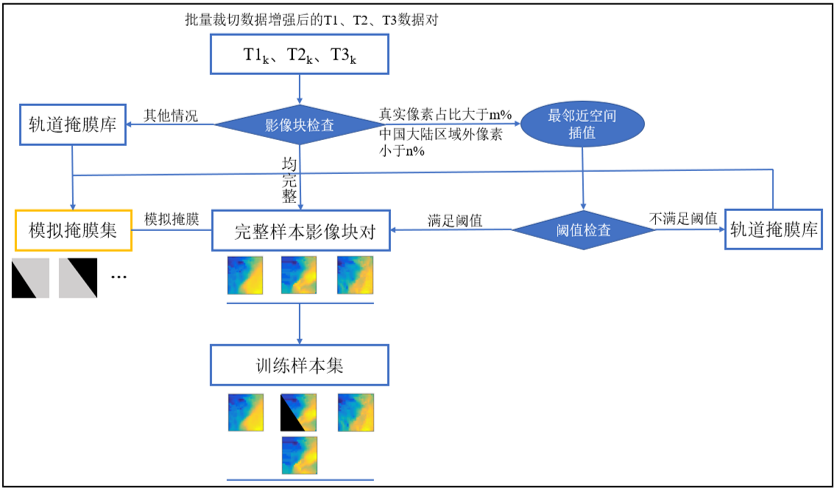 批量裁切数据增强后的T1、T2、T3数据对
T1k、T2k、T3k
轨道掩膜库
其他情况
影像块检查
真实像素占比大于m%
中国大陆区域外像素
小于n%
最邻近空间
插值
均完整
模拟掩膜集
模拟掩膜
完整样本影像块对
满足阈值
阈值检查
不满足阈值
轨道掩膜库
...
训练样本集